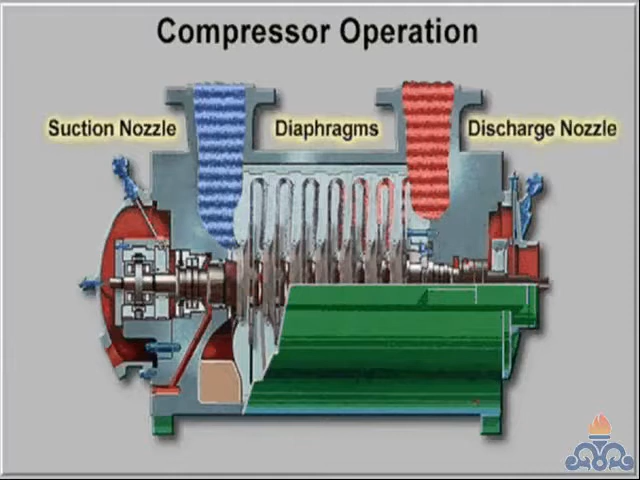 Compressor Operation
Suction Nozzle
Diaphragms
Discharge Nozzle